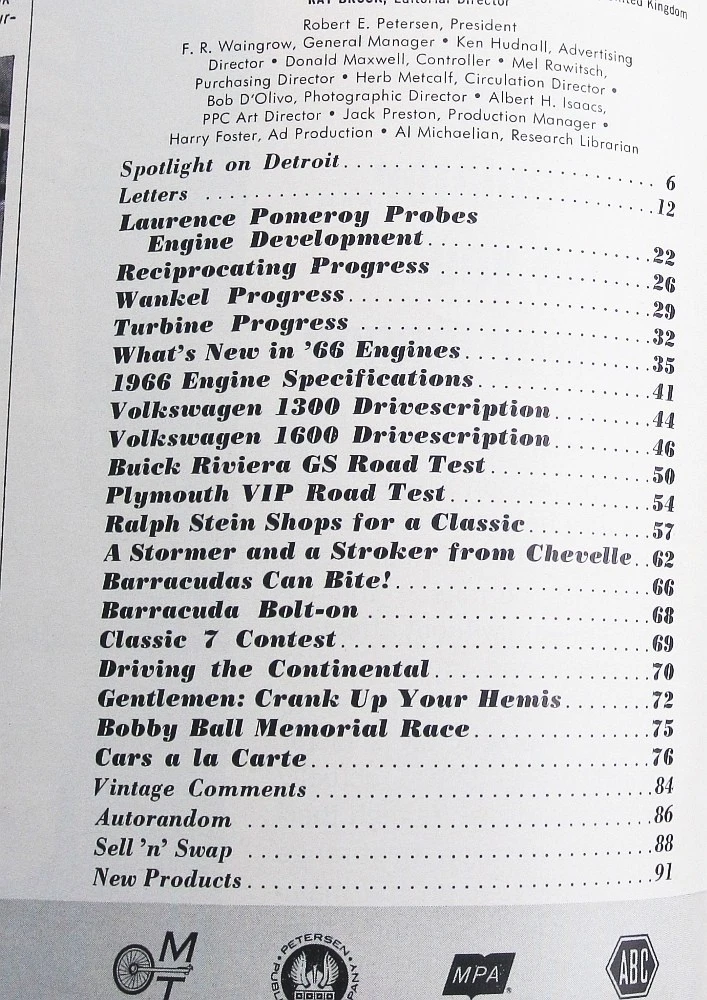 RAY BROCK, Editorial Director
United Kingdom
Robert E. Petersen, President
F. R. Waingrow, General Manager • Ken Hudnall, Advertising
Director • Donald Maxwell, Controller • Mel Rawitsch,
Purchasing Director • Herb Metcalf, Circulation Director •
Bob D'Olivo, Photographic Director • Albert H. Isaacs,
PPC Art Director • Jack Preston, Production Manager •
Harry Foster, Ad Production • Al Michaelian, Research Librarian
Spotlight on Detroit . . . . . . . . . . 6
Letters . . . . . . . . . . 12
Laurence Pomeroy Probes
Engine Development . . . . . . . . . . 22
Reciprocating Progress . . . . . . . . . . 26
Wankel Progress . . . . . . . . . . 29
Turbine Progress . . . . . . . . . . 32
What's New in '66 Engines . . . . . . . . . . 35
1966 Engine Specifications . . . . . . . . . . 41
Volkswagen 1300 Drivescription . . . . . . . . 44
Volkswagen 1600 Drivescription . . . . . . . . 46
Buick Riviera GS Road Test . . . . . . . . . . 50
Plymouth VIP Road Test . . . . . . . . . . 54
Ralph Stein Shops for a Classic . . . . . . . . . . 57
A Stormer and a Stroker from Chevelle . . 62
Barracudas Can Bite! . . . . . . . . . . 66
Barracuda Bolt-on . . . . . . . . . . 68
Classic 7 Contest . . . . . . . . . . 69
Driving the Continental . . . . . . . . . . 70
Gentlemen: Crank Up Your Hemis . . . . . . . 72
Bobby Ball Memorial Race . . . . . . . . . . 75
Cars a la Carte . . . . . . . . . . 76
Vintage Comments . . . . . . . . . . 84
Autorandom . . . . . . . . . . 86
Sell 'n' Swap . . . . . . . . . . 88
New Products . . . . . . . . . . 91
MT
• PETERSEN •
MPA
ABC